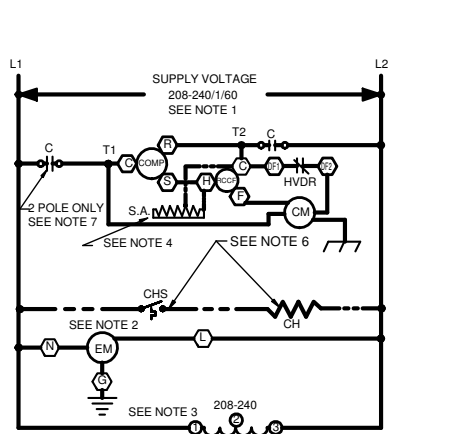 L1
L2
SUPPLY VOLTAGE
208-240/1/60
SEE NOTE 1
C
T1
T2
C
R
C
COMP
S
H
RCCF
C
DF1
DF2
HVDR
F
CM
2 POLE ONLY
SEE NOTE 7
S.A.
SEE NOTE 4
SEE NOTE 6
CHS
CH
SEE NOTE 2
N
EM
L
G
SEE NOTE 3
208-240
1
2
3